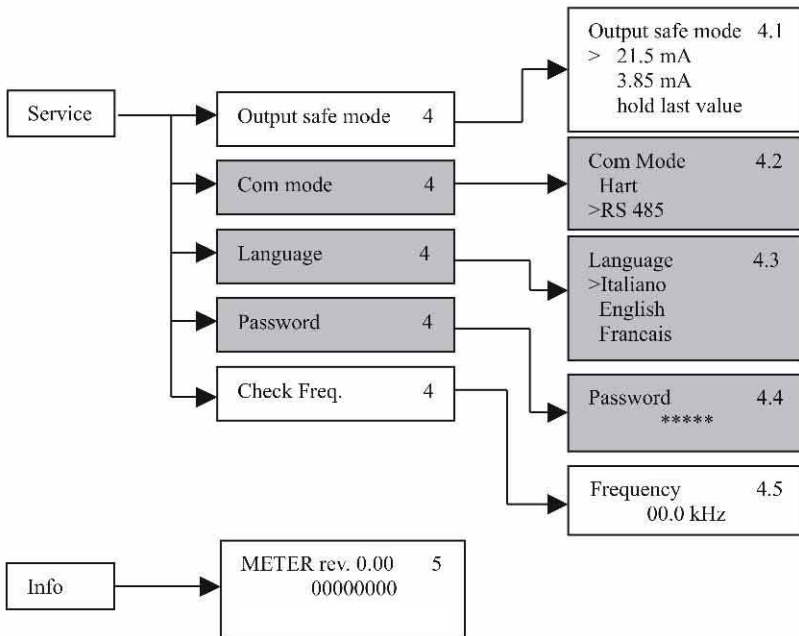 Service
Output safe mode 4
Com mode 4
Language 4
Password 4
Check Freq. 4
Output safe mode 4.1
> 21.5 mA
3.85 mA
hold last value
Com Mode 4.2
Hart
>RS 485
Language 4.3
>Italiano
English
Francais
Password 4.4
*****
Frequency 4.5
00.0 kHz
Info
METER rev. 0.00 5
00000000